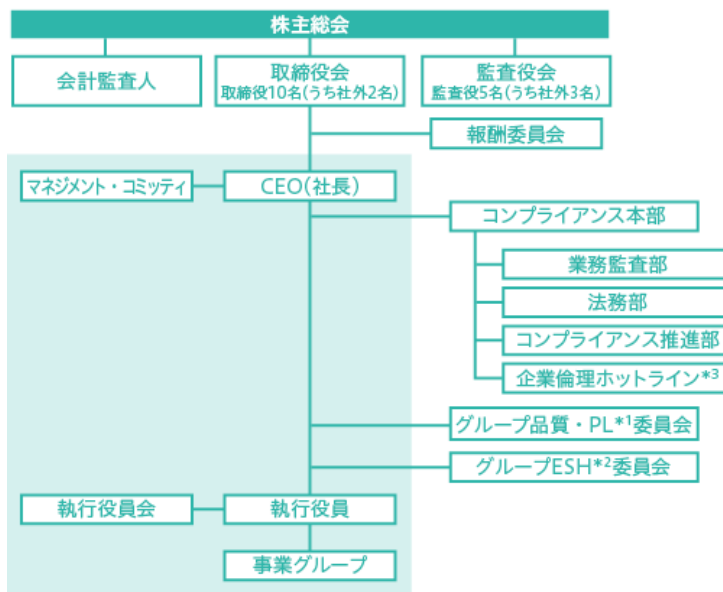 株主総会
会計監査人
取締役会
取締役10名(うち社外2名)
監査役会
監査役5名(うち社外3名)
報酬委員会
マネジメント・コミッティ
CEO(社長)
コンプライアンス本部
業務監査部
法務部
コンプライアンス推進部
企業倫理ホットライン*3
グループ品質・PL*1委員会
グループESH*2委員会
執行役員会
執行役員
事業グループ